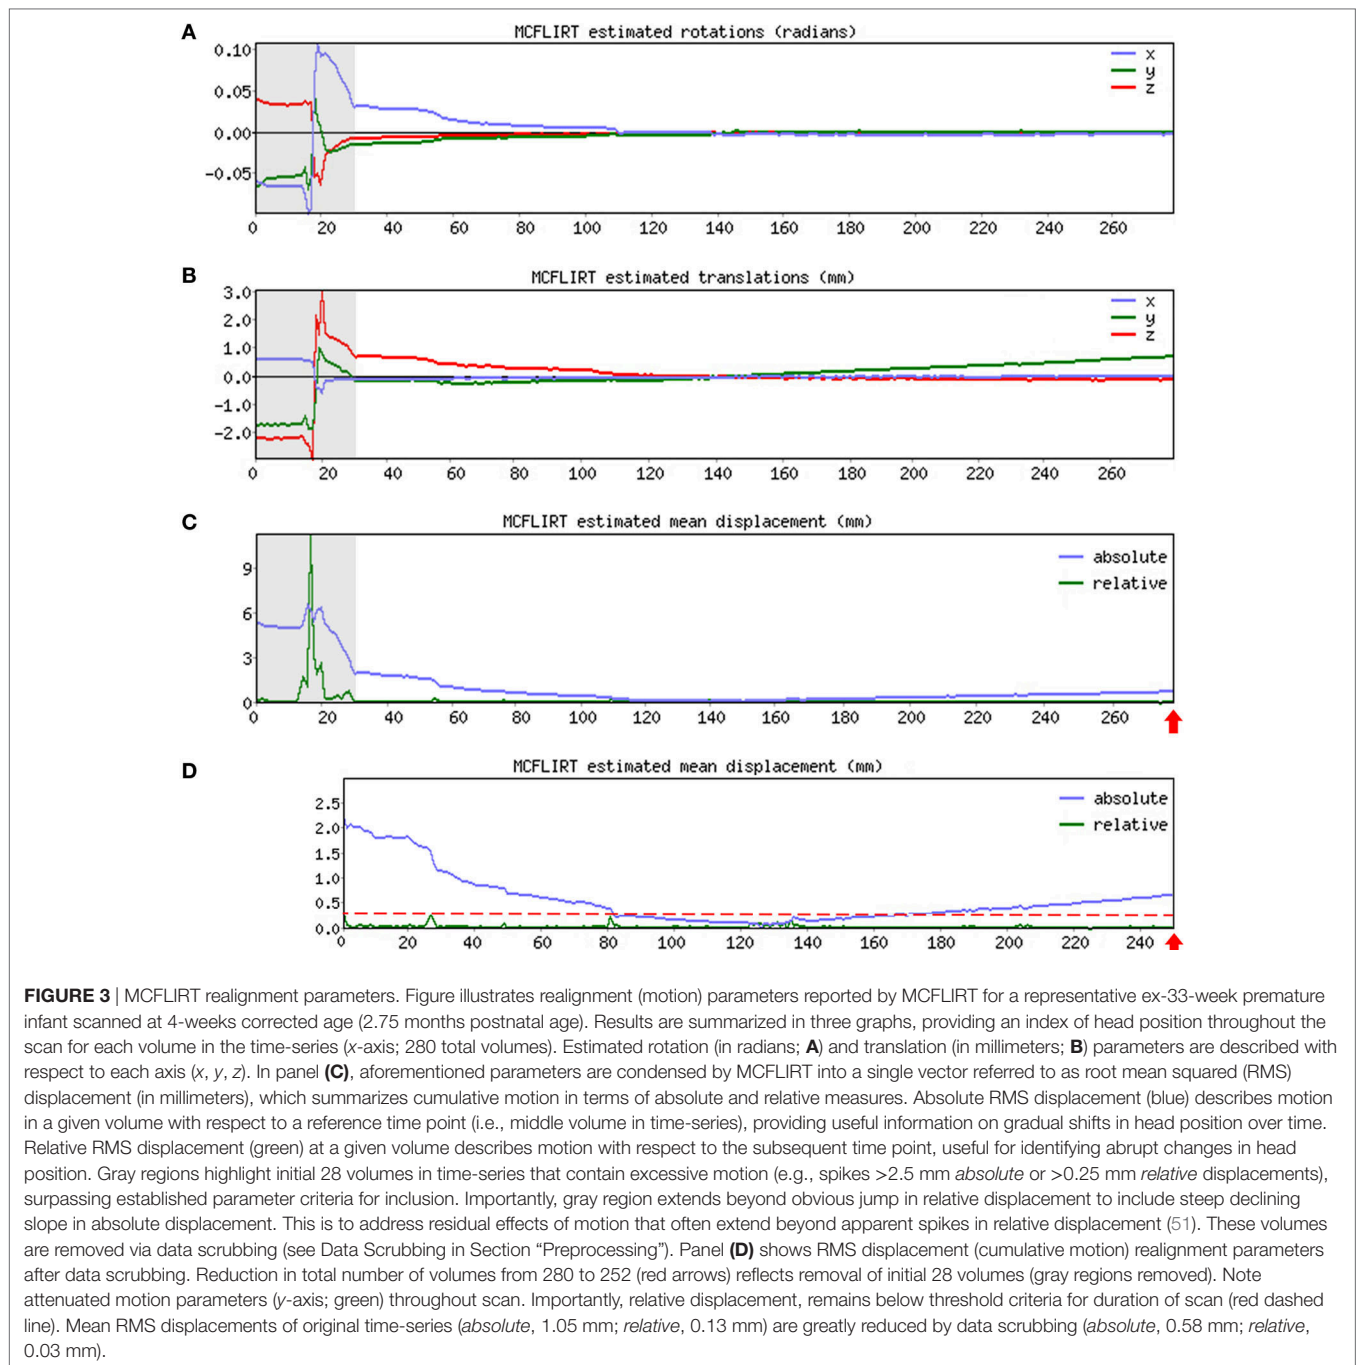 A
MCFLIRT estimated rotations (radians)
0.10
0.05
0.00
-0.05
x
y
z
0 20 40 60 80 100 120 140 160 180 200 220 240 260
B
MCFLIRT estimated translations (mm)
3.0
2.0
1.0
0.0
-1.0
-2.0
x
y
z
0 20 40 60 80 100 120 140 160 180 200 220 240 260
C
MCFLIRT estimated mean displacement (mm)
9
6
3
0
absolute
relative
0 20 40 60 80 100 120 140 160 180 200 220 240 260
D
MCFLIRT estimated mean displacement (mm)
2.5
2.0
1.5
1.0
0.5
0.0
absolute
relative
0 20 40 60 80 100 120 140 160 180 200 220 240
FIGURE 3 | MCFLIRT realignment parameters. Figure illustrates realignment (motion) parameters reported by MCFLIRT for a representative ex-33-week premature
infant scanned at 4-weeks corrected age (2.75 months postnatal age). Results are summarized in three graphs, providing an index of head position throughout the
scan for each volume in the time-series (x-axis; 280 total volumes). Estimated rotation (in radians; A) and translation (in millimeters; B) parameters are described with
respect to each axis (x, y, z). In panel (C), aforementioned parameters are condensed by MCFLIRT into a single vector referred to as root mean squared (RMS)
displacement (in millimeters), which summarizes cumulative motion in terms of absolute and relative measures. Absolute RMS displacement (blue) describes motion
in a given volume with respect to a reference time point (i.e., middle volume in time-series), providing useful information on gradual shifts in head position over time.
Relative RMS displacement (green) at a given volume describes motion with respect to the subsequent time point, useful for identifying abrupt changes in head
position. Gray regions highlight initial 28 volumes in time-series that contain excessive motion (e.g., spikes >2.5 mm absolute or >0.25 mm relative displacements),
surpassing established parameter criteria for inclusion. Importantly, gray region extends beyond obvious jump in relative displacement to include steep declining
slope in absolute displacement. This is to address residual effects of motion that often extend beyond apparent spikes in relative displacement (51). These volumes
are removed via data scrubbing (see Data Scrubbing in Section “Preprocessing”). Panel (D) shows RMS displacement (cumulative motion) realignment parameters
after data scrubbing. Reduction in total number of volumes from 280 to 252 (red arrows) reflects removal of initial 28 volumes (gray regions removed). Note
attenuated motion parameters (y-axis; green) throughout scan. Importantly, relative displacement, remains below threshold criteria for duration of scan (red dashed
line). Mean RMS displacements of original time-series (absolute, 1.05 mm; relative, 0.13 mm) are greatly reduced by data scrubbing (absolute, 0.58 mm; relative,
0.03 mm).